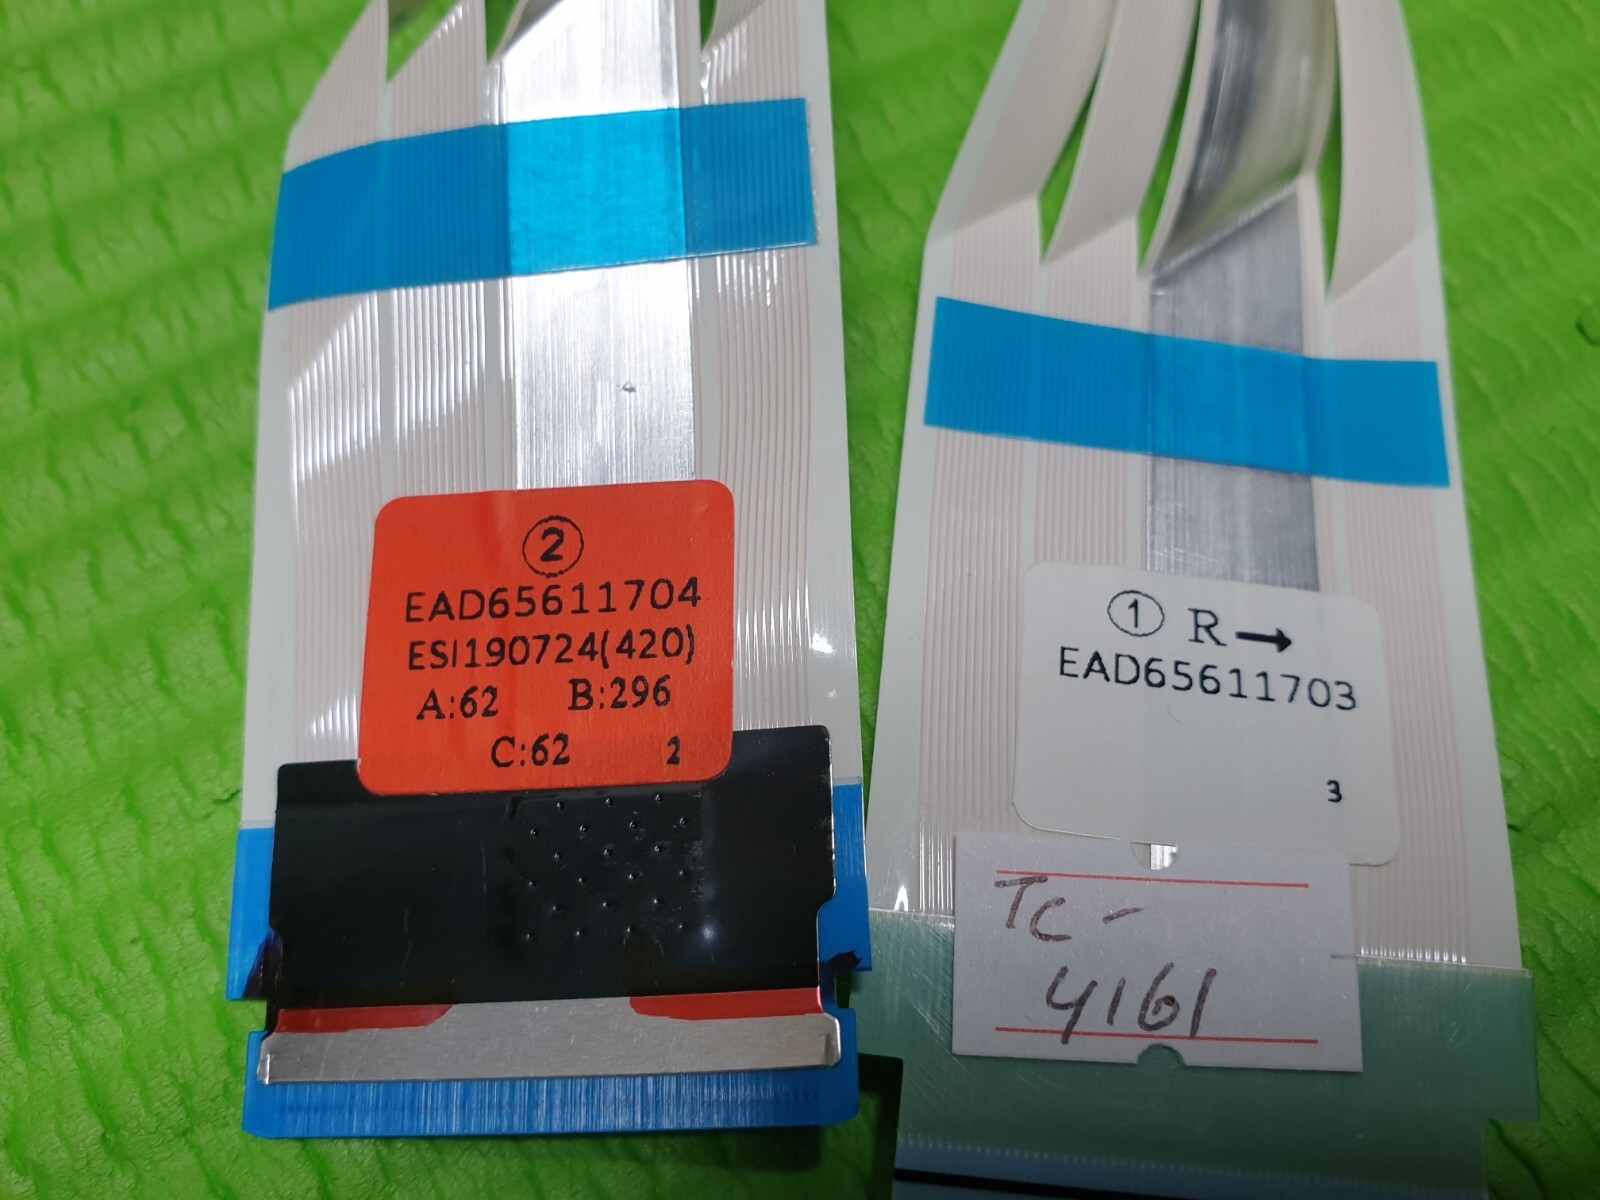 ②
EAD65611704
ESI190724(420)
A:62 B:296
C:62 2
① R→
EAD65611703
3
TC-
4161